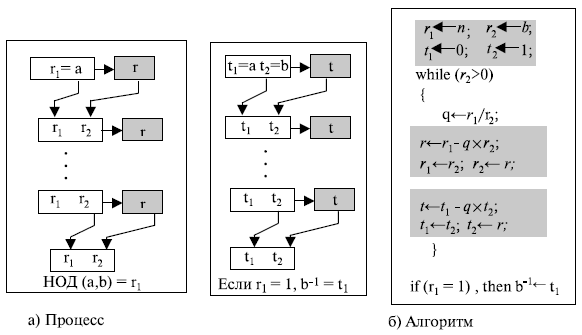 r₁= a r
r₁ r₂ r
r₁ r₂ r
r₁ r₂
НОД (a,b) = r₁
t₁=a t₂=b t
t₁ t₂ t
t₁ t₂ t
t₁ t₂
Если r₁ = 1, b⁻¹ = t₁
а) Процесс
r₁←n; r₂←b;
t₁←0; t₂←1;
while (r₂>0)
{
q←r₁/r₂;
r←r₁- q×r₂;
r₁←r₂; r₂← r;
t←t₁ - q×t₂;
t₁←t₂; t₂← r;
}
if (r₁ = 1) , then b⁻¹← t₁
б) Алгоритм